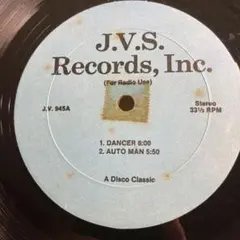 J.V.S.
Records, Inc.
(For Radio Use)
J.V. 945A
Stereo
33⅓ RPM
1. DANCER 8:00
2. AUTO MAN 5:50
A Disco Classic